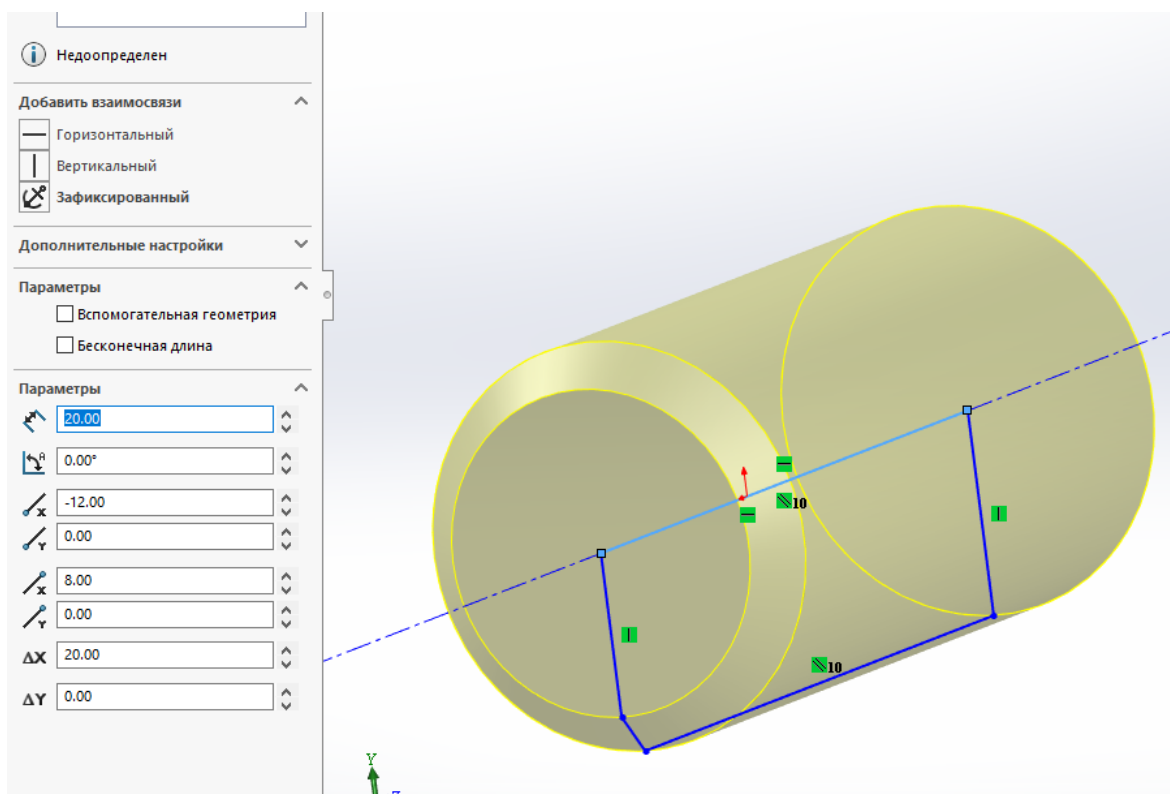 Недоопределен
Добавить взаимосвязи
Горизонтальный
Вертикальный
Зафиксированный
Дополнительные настройки
Параметры
Вспомогательная геометрия
Бесконечная длина
Параметры
20.00
0.00°
-12.00
0.00
8.00
0.00
ΔX 20.00
ΔY 0.00
10
10
Y
Z